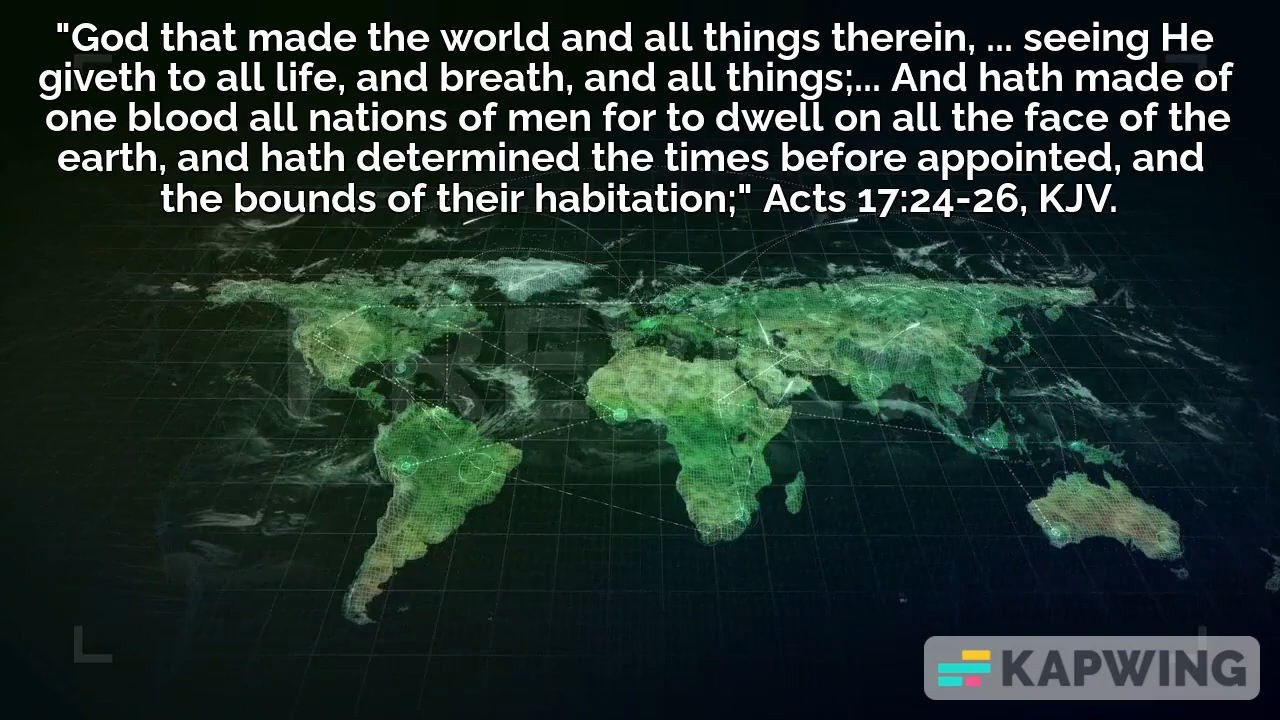 "God that made the world and all things therein, ... seeing He
giveth to all life, and breath, and all things;... And hath made of
one blood all nations of men for to dwell on all the face of the
earth, and hath determined the times before appointed, and
the bounds of their habitation;" Acts 17:24-26, KJV.
PREVIEW
KAPWING